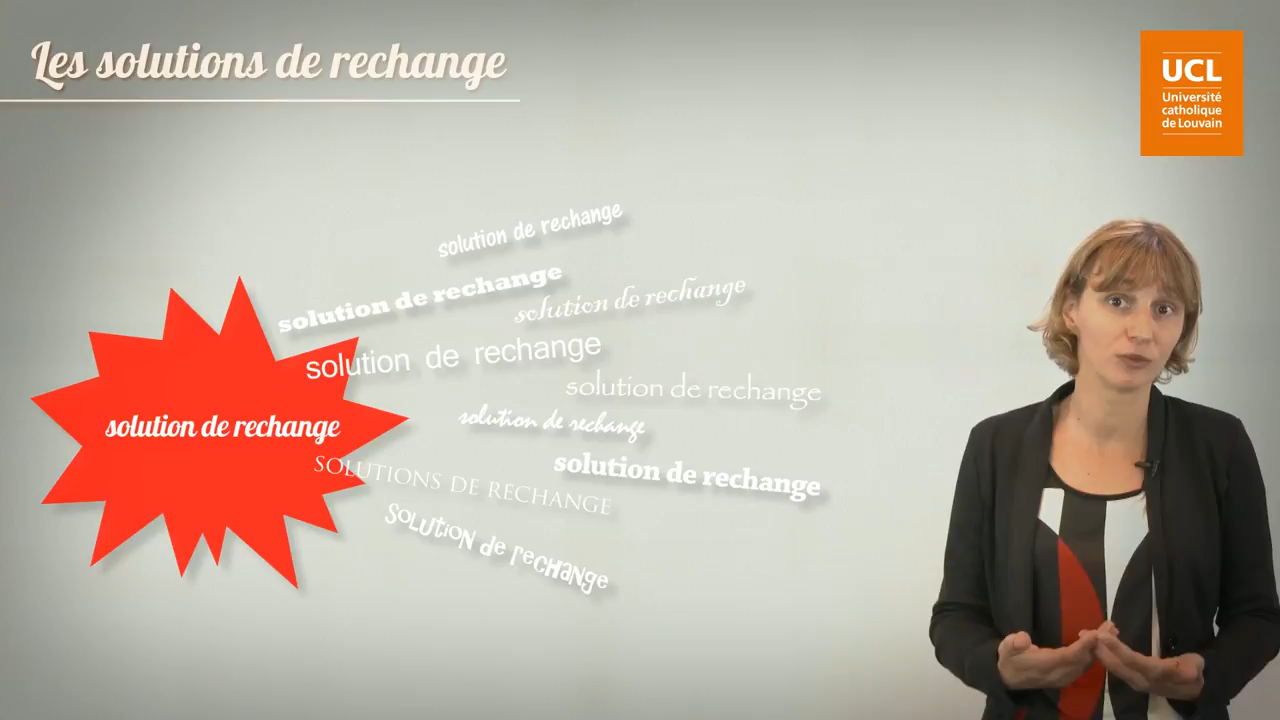 Les solutions de rechange
UCL
Université
catholique
de Louvain
solution de rechange
solution de rechange
solution de rechange
solution de rechange
solution de rechange
solution de rechange
solution de rechange
solution de rechange
SOLUTIONS DE RECHANGE
SOLUTION de recHaNge